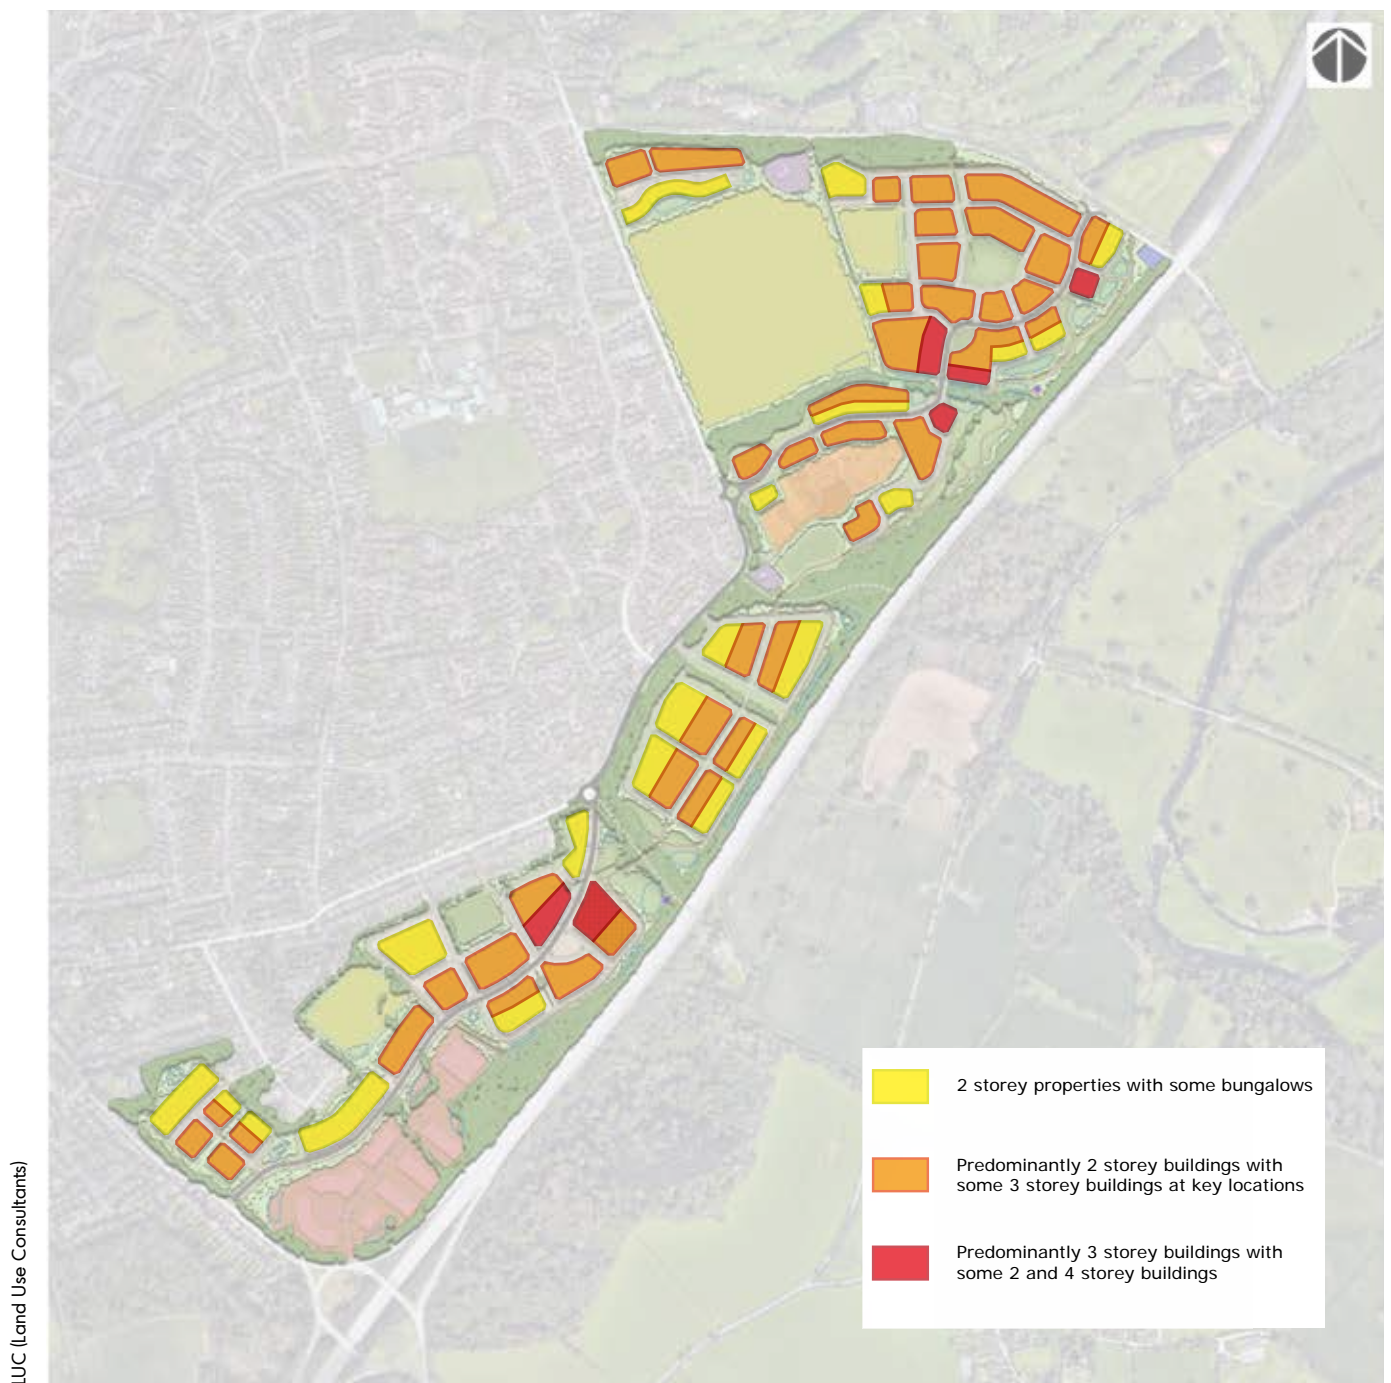 2 storey properties with some bungalows
Predominantly 2 storey buildings with
some 3 storey buildings at key locations
Predominantly 3 storey buildings with
some 2 and 4 storey buildings
LUC (Land Use Consultants)